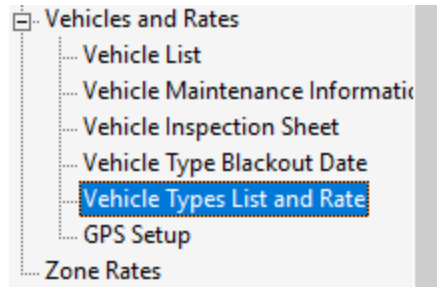 Vehicles and Rates
Vehicle List
Vehicle Maintenance Informatic
Vehicle Inspection Sheet
Vehicle Type Blackout Date
Vehicle Types List and Rate
GPS Setup
Zone Rates